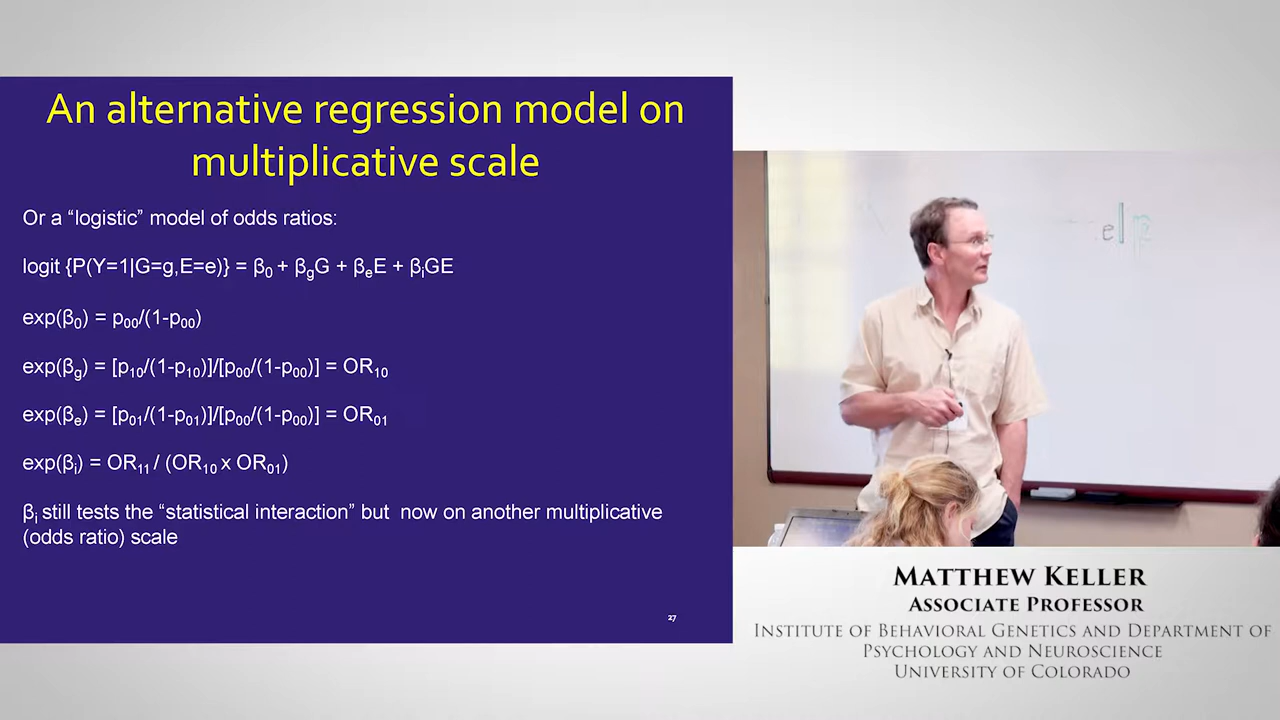 An alternative regression model on
multiplicative scale
Or a “logistic” model of odds ratios:
logit {P(Y=1|G=g,E=e)} = β₀ + β_gG + βₑE + βᵢGE
exp(β₀) = p₀₀/(1-p₀₀)
exp(β_g) = [p₁₀/(1-p₁₀)]/[p₀₀/(1-p₀₀)] = OR₁₀
exp(βₑ) = [p₀₁/(1-p₀₁)]/[p₀₀/(1-p₀₀)] = OR₀₁
exp(βᵢ) = OR₁₁ / (OR₁₀ x OR₀₁)
βᵢ still tests the “statistical interaction” but now on another multiplicative
(odds ratio) scale
27
MATTHEW KELLER
ASSOCIATE PROFESSOR
INSTITUTE OF BEHAVIORAL GENETICS AND DEPARTMENT OF
PSYCHOLOGY AND NEUROSCIENCE
UNIVERSITY OF COLORADO